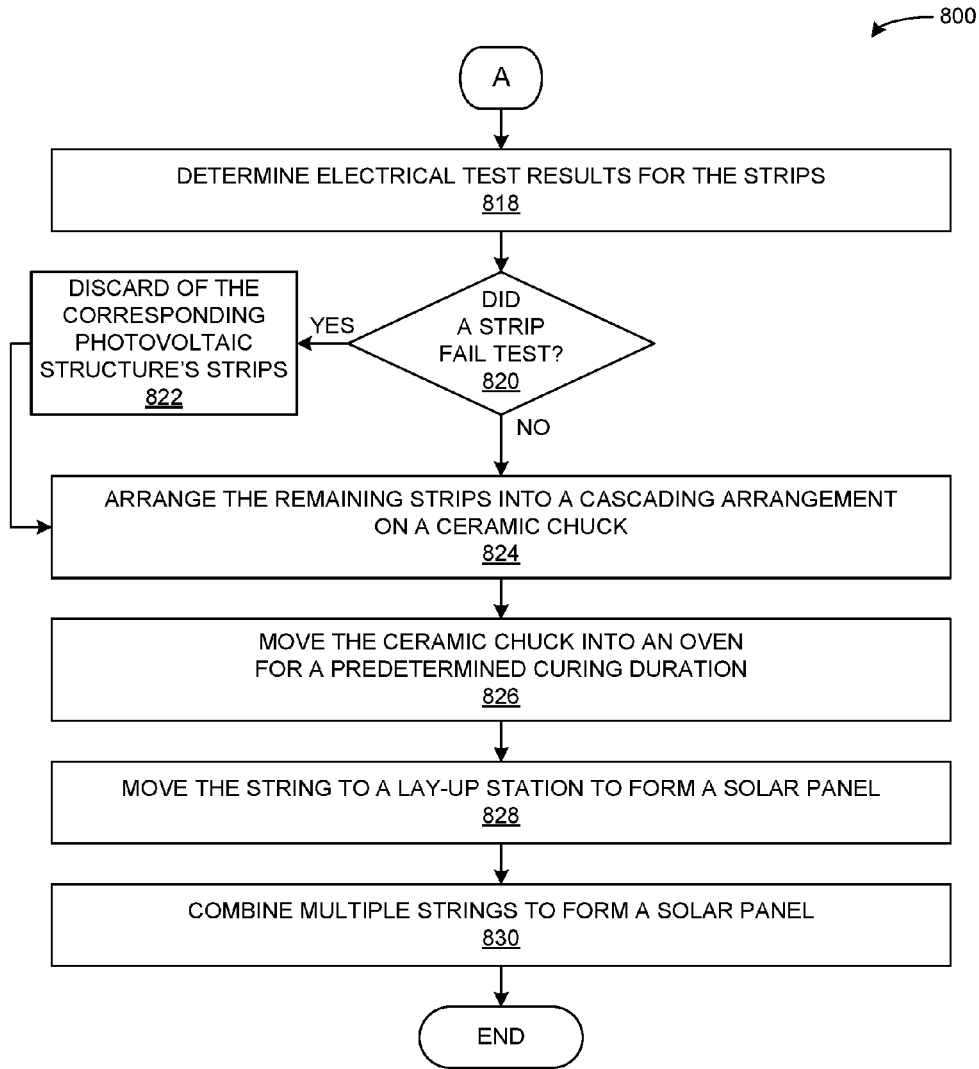 800
A
DETERMINE ELECTRICAL TEST RESULTS FOR THE STRIPS
818
DID
A STRIP
FAIL TEST?
820
YES
DISCARD OF THE
CORRESPONDING
PHOTOVOLTAIC
STRUCTURE'S STRIPS
822
NO
ARRANGE THE REMAINING STRIPS INTO A CASCADING ARRANGEMENT
ON A CERAMIC CHUCK
824
MOVE THE CERAMIC CHUCK INTO AN OVEN
FOR A PREDETERMINED CURING DURATION
826
MOVE THE STRING TO A LAY-UP STATION TO FORM A SOLAR PANEL
828
COMBINE MULTIPLE STRINGS TO FORM A SOLAR PANEL
830
END